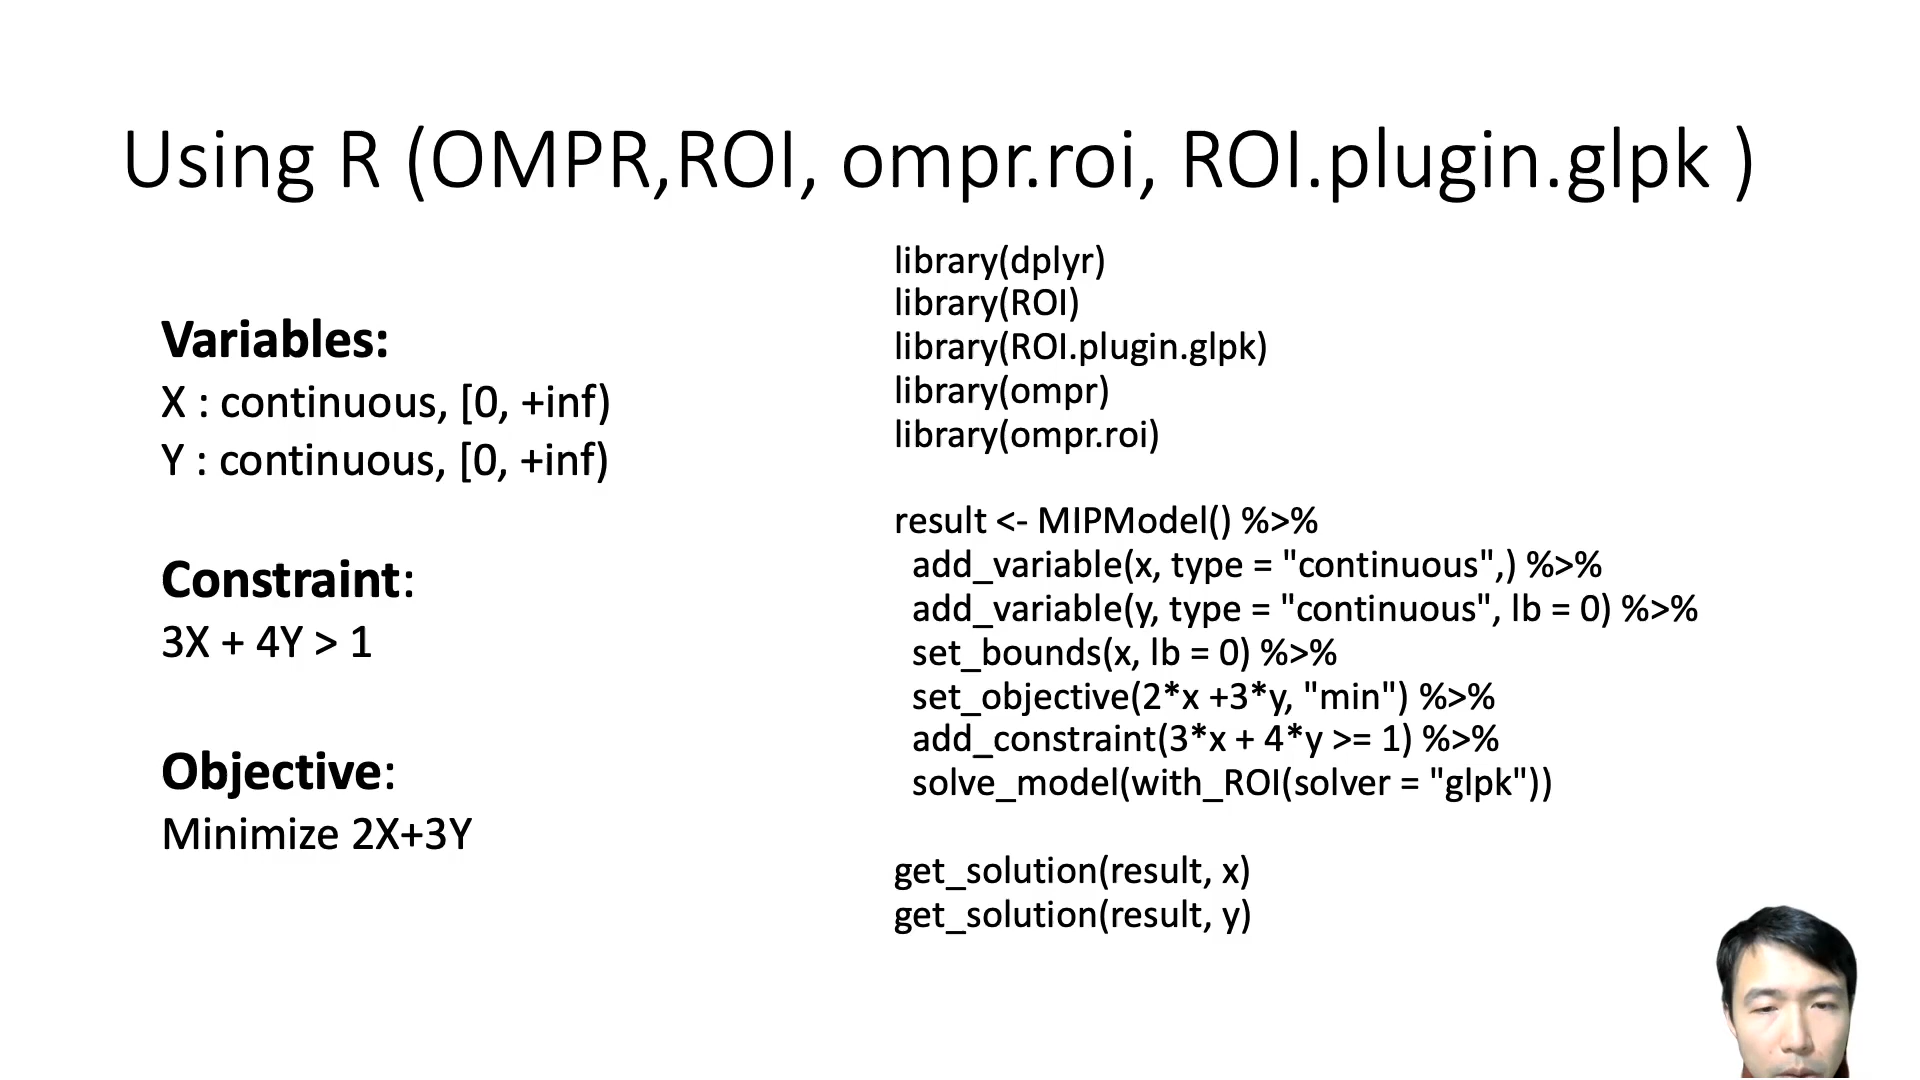 Using R (OMPR,ROI, ompr.roi, ROI.plugin.glpk )
Variables:
X : continuous, [0, +inf)
Y : continuous, [0, +inf)
Constraint:
3X + 4Y > 1
Objective:
Minimize 2X+3Y
library(dplyr)
library(ROI)
library(ROI.plugin.glpk)
library(ompr)
library(ompr.roi)
result <- MIPModel() %>%
add_variable(x, type = "continuous",) %>%
add_variable(y, type = "continuous", lb = 0) %>%
set_bounds(x, lb = 0) %>%
set_objective(2*x +3*y, "min") %>%
add_constraint(3*x + 4*y >= 1) %>%
solve_model(with_ROI(solver = "glpk"))
get_solution(result, x)
get_solution(result, y)